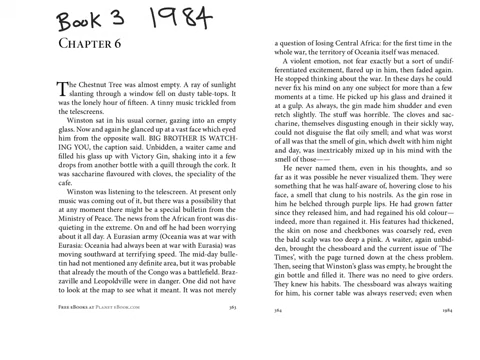 Book 3 1984
CHAPTER 6
The Chestnut Tree was almost empty. A ray of sunlight
slanting through a window fell on dusty table-tops. It
was the lonely hour of fifteen. A tinny music trickled from
the telescreens.
Winston sat in his usual corner, gazing into an empty
glass. Now and again he glanced up at a vast face which eyed
him from the opposite wall. BIG BROTHER IS WATCH-
ING YOU, the caption said. Unbidden, a waiter came and
filled his glass up with Victory Gin, shaking into it a few
drops from another bottle with a quill through the cork. It
was saccharine flavoured with cloves, the speciality of the
cafe.
Winston was listening to the telescreen. At present only
music was coming out of it, but there was a possibility that
at any moment there might be a special bulletin from the
Ministry of Peace. The news from the African front was dis-
quieting in the extreme. On and off he had been worrying
about it all day. A Eurasian army (Oceania was at war with
Eurasia: Oceania had always been at war with Eurasia) was
moving southward at terrifying speed. The mid-day bulle-
tin had not mentioned any definite area, but it was probable
that already the mouth of the Congo was a battlefield. Braz-
zaville and Leopoldville were in danger. One did not have
to look at the map to see what it meant. It was not merely
FREE EBOOKS AT PLANET EBOOK.COM 363
a question of losing Central Africa: for the first time in the
whole war, the territory of Oceania itself was menaced.
A violent emotion, not fear exactly but a sort of undif-
ferentiated excitement, flared up in him, then faded again.
He stopped thinking about the war. In these days he could
never fix his mind on any one subject for more than a few
moments at a time. He picked up his glass and drained it
at a gulp. As always, the gin made him shudder and even
retch slightly. The stuff was horrible. The cloves and sac-
charine, themselves disgusting enough in their sickly way,
could not disguise the flat oily smell; and what was worst
of all was that the smell of gin, which dwelt with him night
and day, was inextricably mixed up in his mind with the
smell of those——
He never named them, even in his thoughts, and so
far as it was possible he never visualized them. They were
something that he was half-aware of, hovering close to his
face, a smell that clung to his nostrils. As the gin rose in
him he belched through purple lips. He had grown fatter
since they released him, and had regained his old colour—
indeed, more than regained it. His features had thickened,
the skin on nose and cheekbones was coarsely red, even
the bald scalp was too deep a pink. A waiter, again unbid-
den, brought the chessboard and the current issue of ‘The
Times’, with the page turned down at the chess problem.
Then, seeing that Winston’s glass was empty, he brought the
gin bottle and filled it. There was no need to give orders.
They knew his habits. The chessboard was always waiting
for him, his corner table was always reserved; even when
364 1984